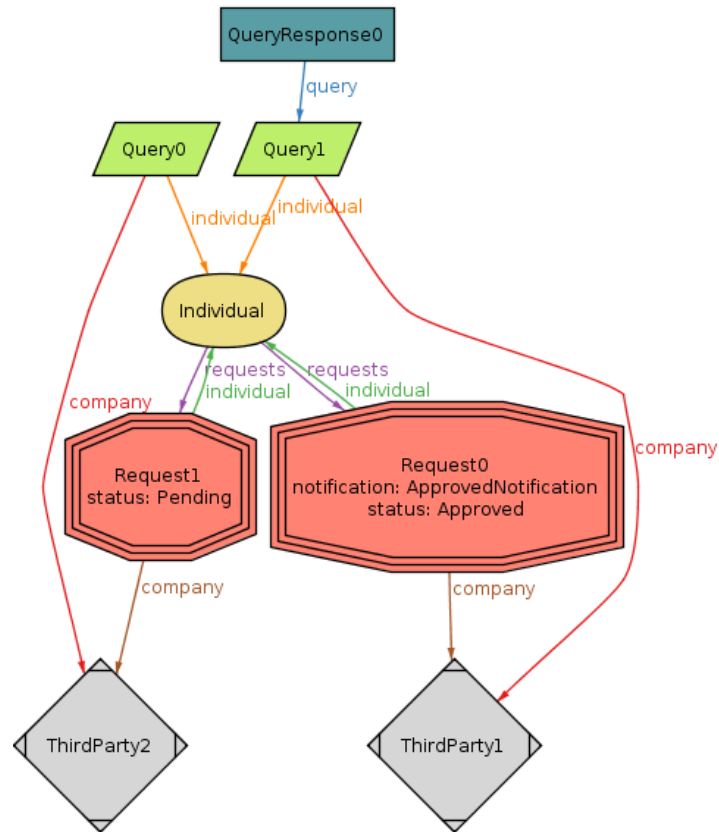 QueryResponse0
query
Query0
Query1
individual
individual
Individual
requests
requests
individual
individual
company
company
Request1
status: Pending
Request0
notification: ApprovedNotification
status: Approved
company
company
ThirdParty2
ThirdParty1